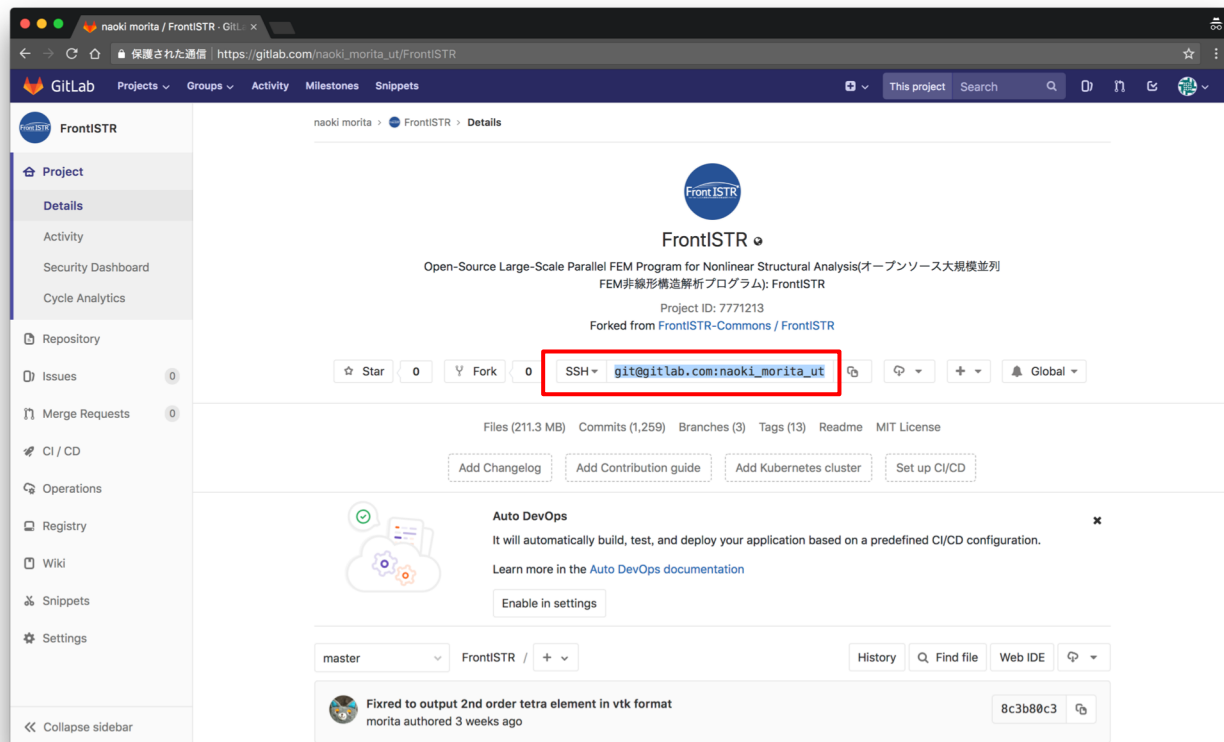 naoki morita / FrontISTR · GitL
保護された通信 https://gitlab.com/naoki_morita_ut/FrontISTR
GitLab Projects Groups Activity Milestones Snippets This project Search
FrontISTR
Project
Details
Activity
Security Dashboard
Cycle Analytics
Repository
Issues 0
Merge Requests 0
CI / CD
Operations
Registry
Wiki
Snippets
Settings
Collapse sidebar
naoki morita > FrontISTR > Details
Front ISTR
FrontISTR
Open-Source Large-Scale Parallel FEM Program for Nonlinear Structural Analysis(オープンソース大規模並列
FEM非線形構造解析プログラム): FrontISTR
Project ID: 7771213
Forked from FrontISTR-Commons / FrontISTR
Star 0 Fork 0 SSH git@gitlab.com:naoki_morita_ut Global
Files (211.3 MB) Commits (1,259) Branches (3) Tags (13) Readme MIT License
Add Changelog Add Contribution guide Add Kubernetes cluster Set up CI/CD
Auto DevOps
It will automatically build, test, and deploy your application based on a predefined CI/CD configuration.
Learn more in the Auto DevOps documentation
Enable in settings
master FrontISTR / + History Find file Web IDE
Fixred to output 2nd order tetra element in vtk format
morita authored 3 weeks ago
8c3b80c3